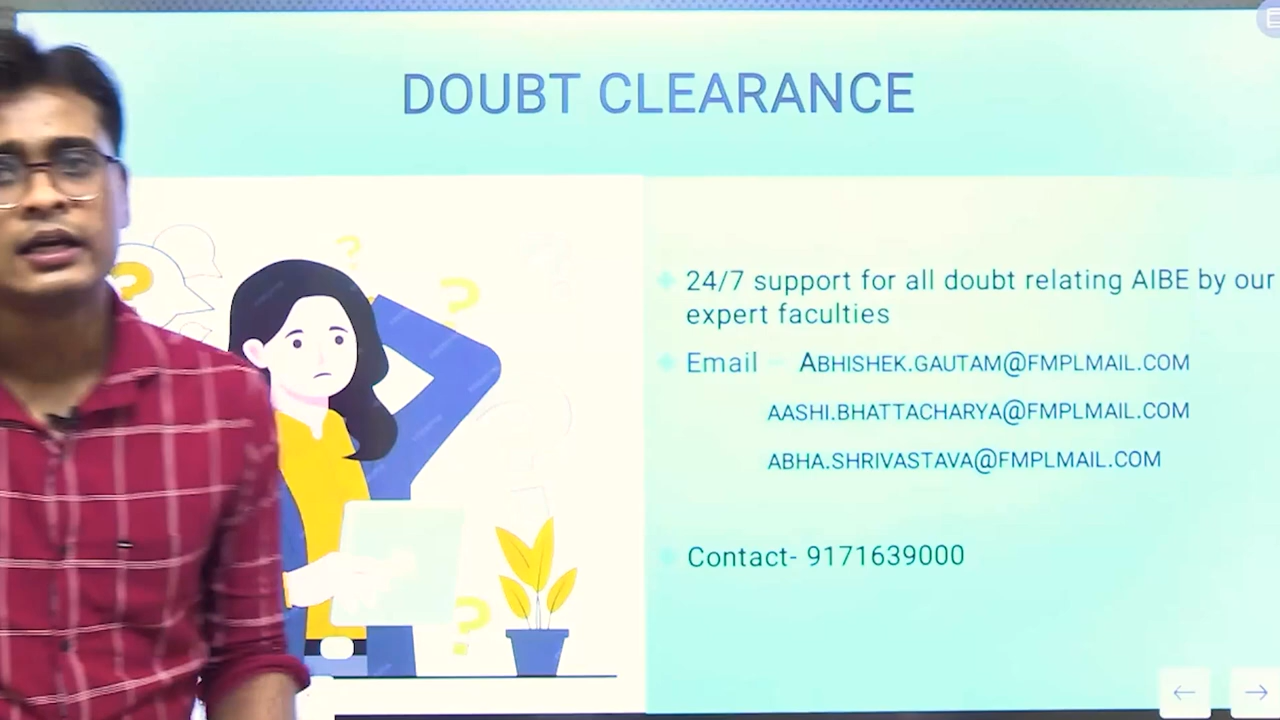 DOUBT CLEARANCE
24/7 support for all doubt relating AIBE by our
expert faculties
Email – ABHISHEK.GAUTAM@FMPLMAIL.COM
AASHI.BHATTACHARYA@FMPLMAIL.COM
ABHA.SHRIVASTAVA@FMPLMAIL.COM
Contact- 9171639000